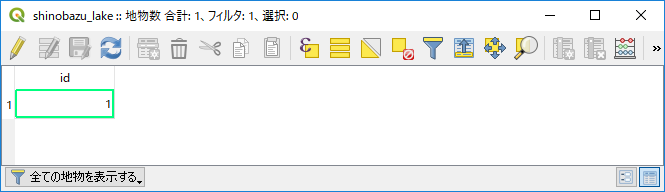 shinobazu_lake :: 地物数 合計: 1、フィルタ: 1、選択: 0
id
1 1
全ての地物を表示する